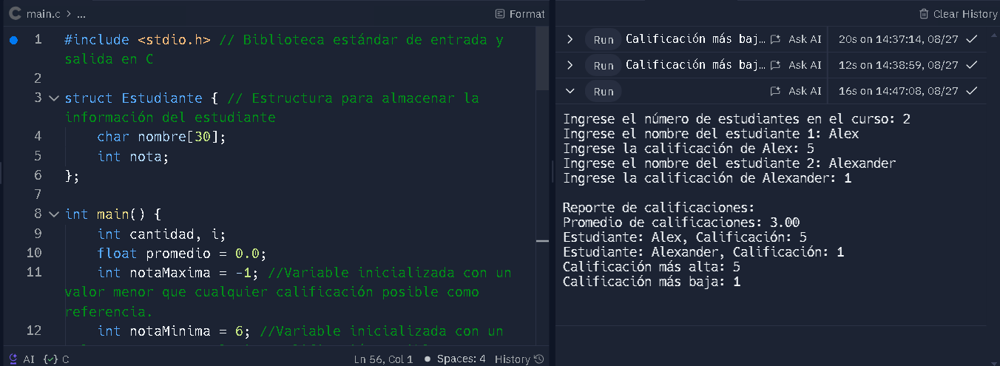 main.c > ...
Format
1 #include <stdio.h> // Biblioteca estándar de entrada y
salida en C
2
3 struct Estudiante { // Estructura para almacenar la
información del estudiante
4 char nombre[30];
5 int nota;
6 };
7
8 int main() {
9 int cantidad, i;
10 float promedio = 0.0;
11 int notaMaxima = -1; //Variable inicializada con un
valor menor que cualquier calificación posible como
referencia.
12 int notaMinima = 6; //Variable inicializada con un
AI {✓} C
Ln 56, Col 1 • Spaces: 4 History
Clear History
Run Calificación más baj… Ask AI 20s on 14:37:14, 08/27
Run Calificación más baj… Ask AI 12s on 14:38:59, 08/27
Run Ask AI 16s on 14:47:08, 08/27
Ingrese el número de estudiantes en el curso: 2
Ingrese el nombre del estudiante 1: Alex
Ingrese la calificación de Alex: 5
Ingrese el nombre del estudiante 2: Alexander
Ingrese la calificación de Alexander: 1
Reporte de calificaciones:
Promedio de calificaciones: 3.00
Estudiante: Alex, Calificación: 5
Estudiante: Alexander, Calificación: 1
Calificación más alta: 5
Calificación más baja: 1